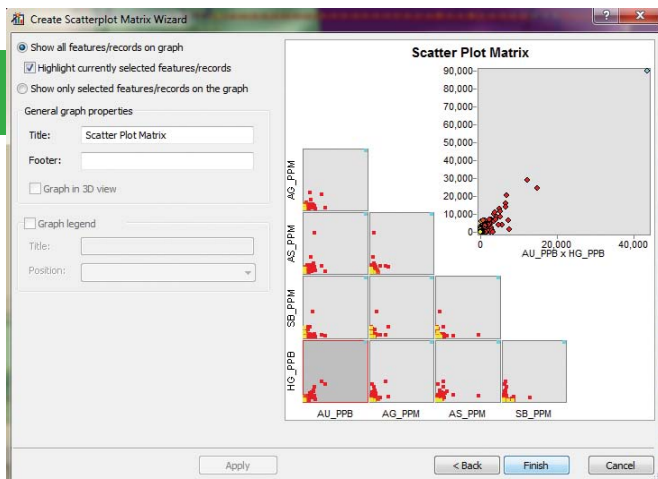 Create Scatterplot Matrix Wizard
Show all features/records on graph
Highlight currently selected features/records
Show only selected features/records on the graph
General graph properties
Title: Scatter Plot Matrix
Footer:
Graph in 3D view
Graph legend
Title:
Position:
Scatter Plot Matrix
90,000
80,000
70,000
60,000
50,000
40,000
30,000
20,000
10,000
0
0 20,000 40,000
AU_PPB x HG_PPB
AG_PPM
AS_PPM
SB_PPM
HG_PPB
AU_PPB AG_PPM AS_PPM SB_PPM
Apply < Back Finish Cancel